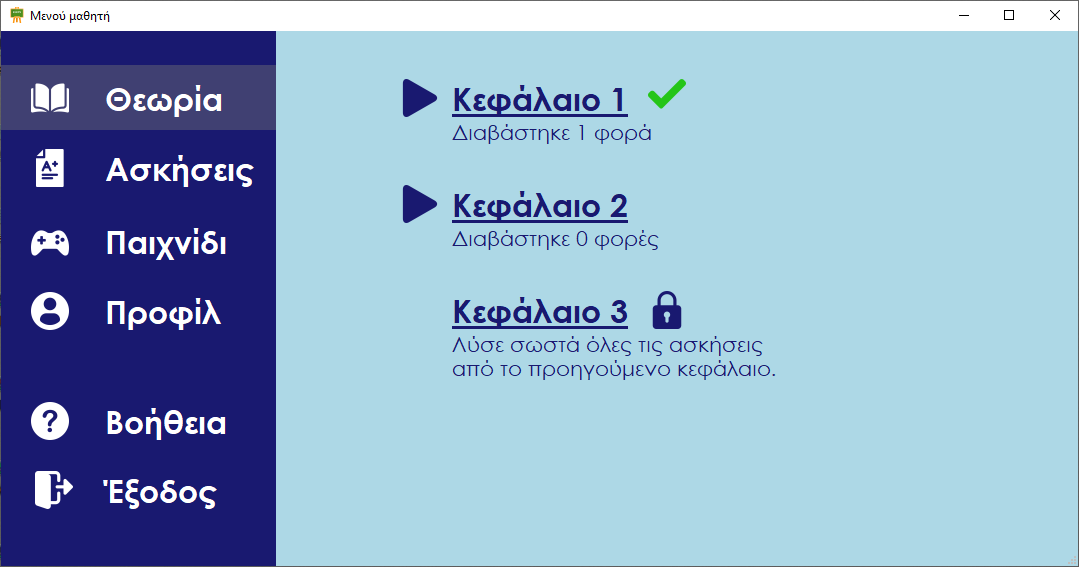 Μενού μαθητή
Θεωρία
Ασκήσεις
Παιχνίδι
Προφίλ
Βοήθεια
Έξοδος
Κεφάλαιο 1
Διαβάστηκε 1 φορά
Κεφάλαιο 2
Διαβάστηκε 0 φορές
Κεφάλαιο 3
Λύσε σωστά όλες τις ασκήσεις
από το προηγούμενο κεφάλαιο.
A+